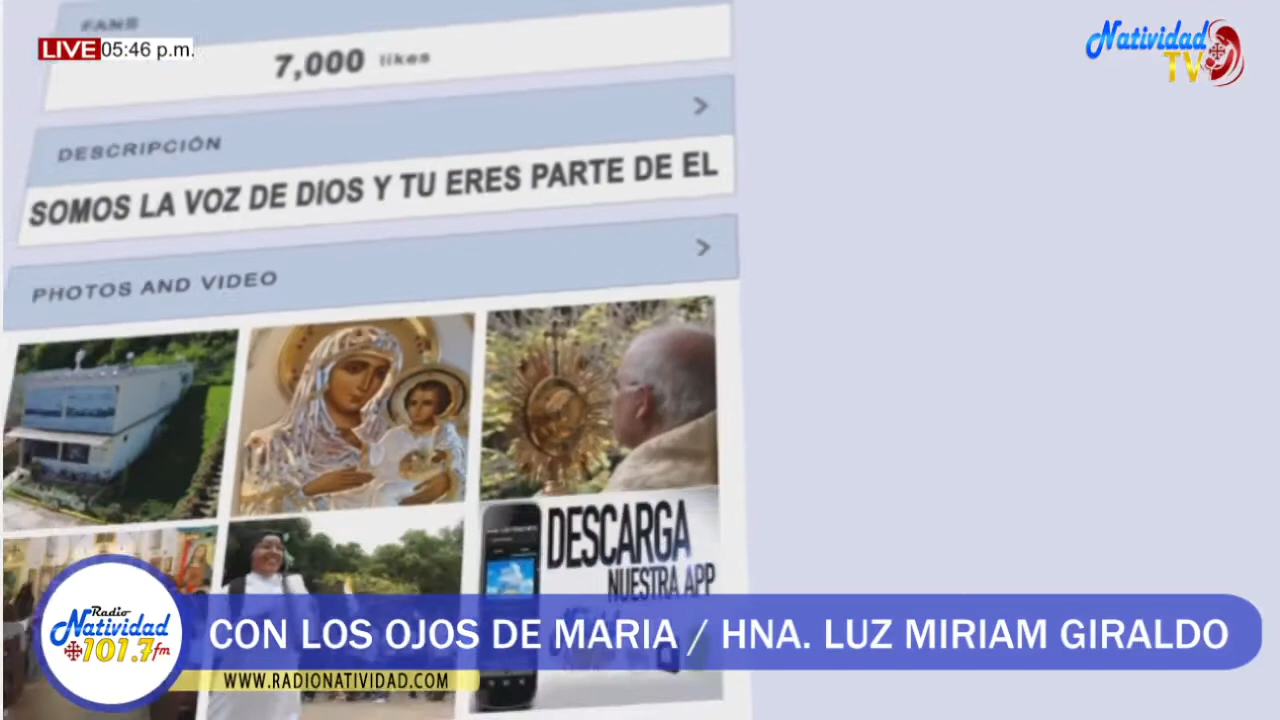 FANS
LIVE 05:46 p.m.
Natividad
TV
7,000 likes
DESCRIPCIÓN
SOMOS LA VOZ DE DIOS Y TU ERES PARTE DE EL
PHOTOS AND VIDEO
DESCARGA
NUESTRA APP
Radio
Natividad
101.7 fm
CON LOS OJOS DE MARIA / HNA. LUZ MIRIAM GIRALDO
WWW.RADIONATIVIDAD.COM